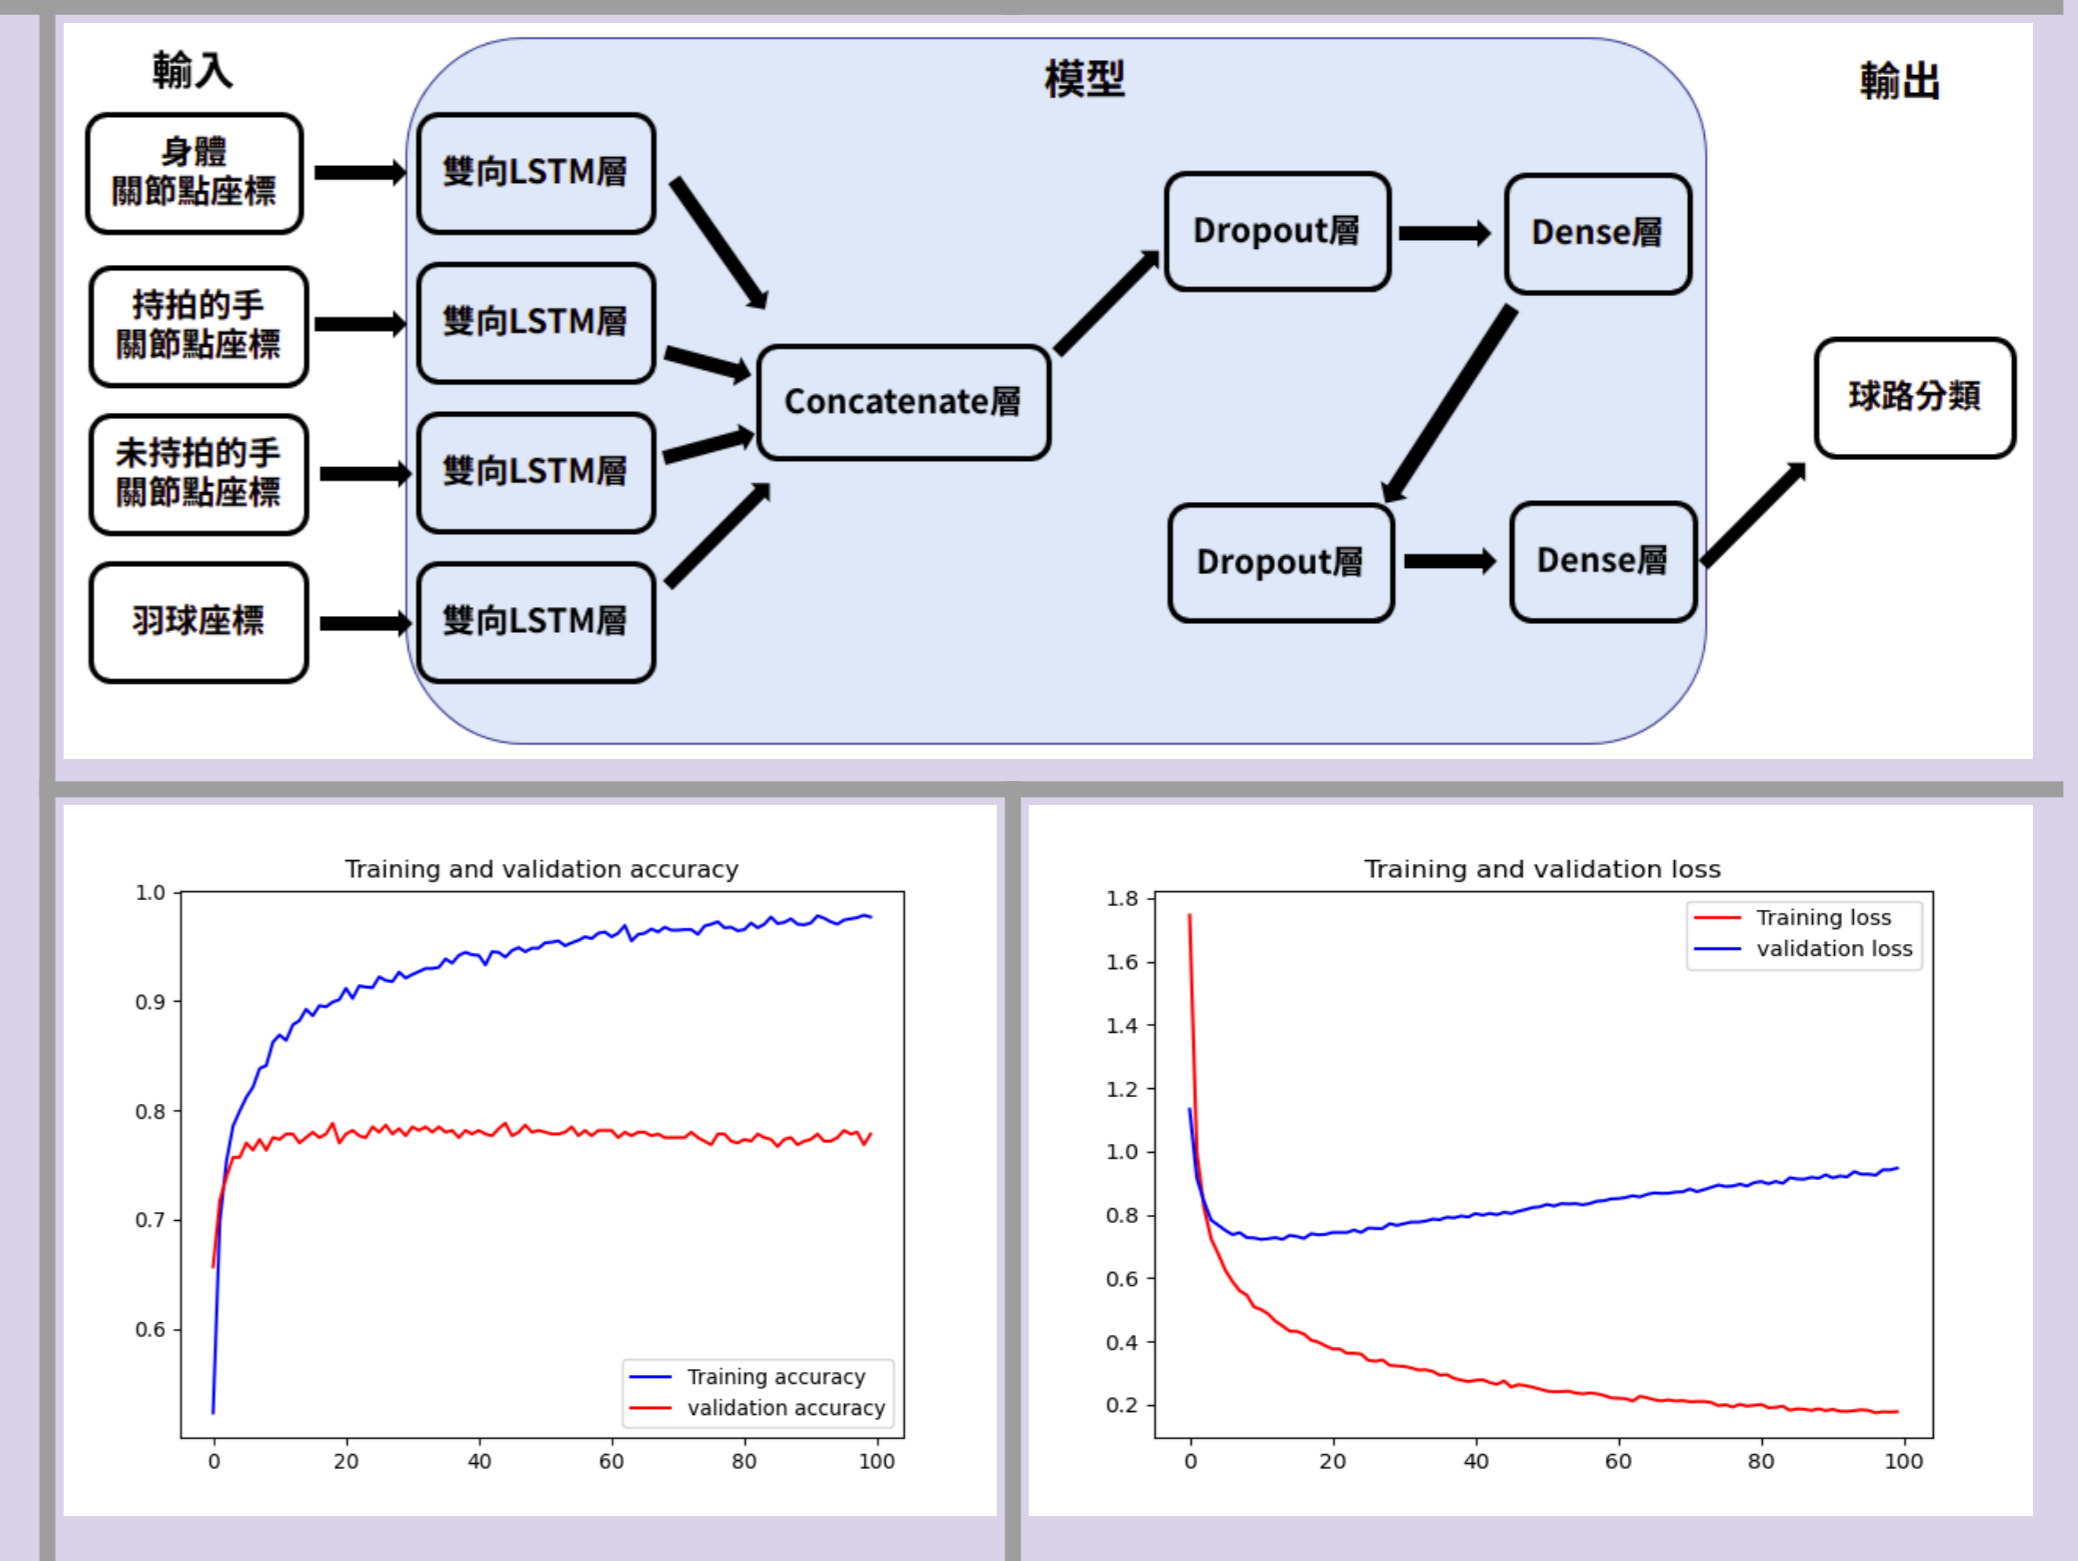 輸入
模型
輸出
身體
關節點座標
雙向LSTM層
持拍的手
關節點座標
雙向LSTM層
未持拍的手
關節點座標
雙向LSTM層
羽球座標
雙向LSTM層
Concatenate層
Dropout層
Dense層
Dropout層
Dense層
球路分類
Training and validation accuracy
1.0
0.9
0.8
0.7
0.6
Training accuracy
validation accuracy
0 20 40 60 80 100
Training and validation loss
1.8
1.6
1.4
1.2
1.0
0.8
0.6
0.4
0.2
Training loss
validation loss
0 20 40 60 80 100